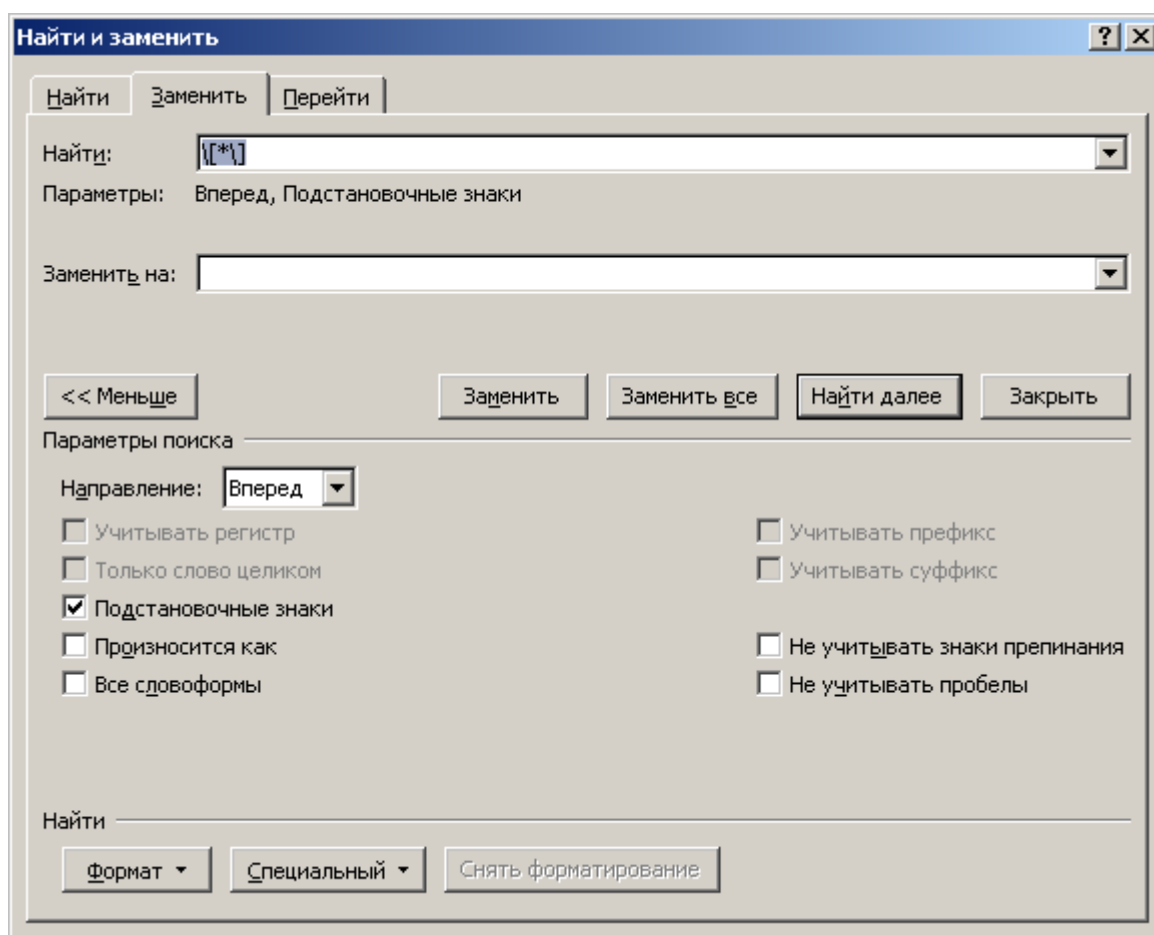 Найти и заменить
Найти Заменить Перейти
Найти: \[*\]
Параметры: Вперед, Подстановочные знаки
Заменить на:
<< Меньше Заменить Заменить все Найти далее Закрыть
Параметры поиска
Направление: Вперед
Учитывать регистр Учитывать префикс
Только слово целиком Учитывать суффикс
Подстановочные знаки
Произносится как Не учитывать знаки препинания
Все словоформы Не учитывать пробелы
Найти
Формат Специальный Снять форматирование